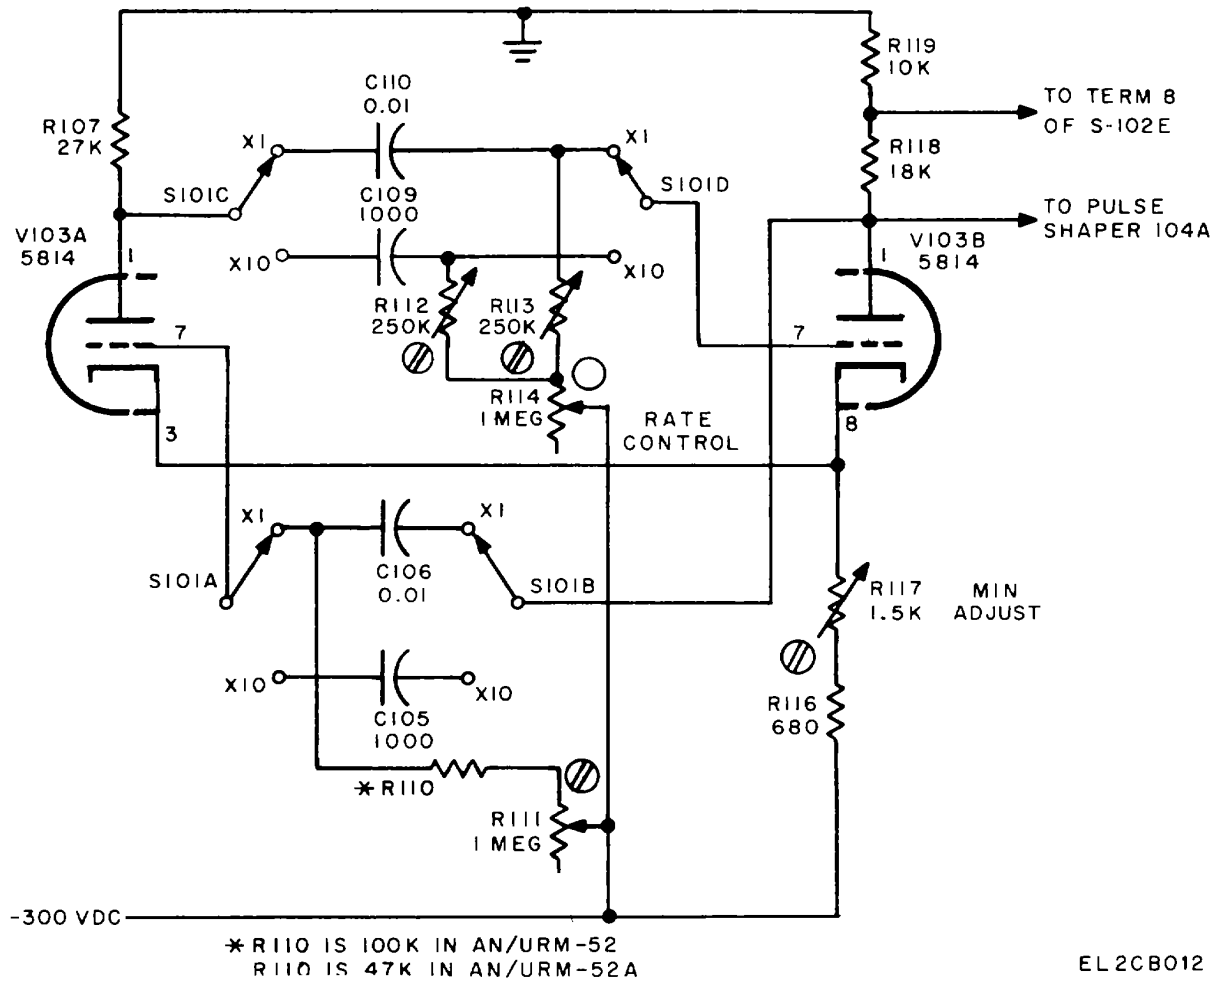 R119
10K
C110
0.01
TO TERM 8
OF S-102E
R107
27K
X1
X1
R118
18K
S101C
C109
1000
S101D
TO PULSE
SHAPER 104A
V103A
5814
1
V103B
5814
1
X10
X10
R112
250K
R113
250K
7
7
R114
1 MEG
RATE
CONTROL
3
8
X1
X1
S101A
C106
0.01
S101B
R117
1.5K
MIN
ADJUST
X10
X10
C105
1000
R116
680
*R110
R111
1 MEG
-300 VDC
*R110 IS 100K IN AN/URM-52
R110 IS 47K IN AN/URM-52A
EL2CB012